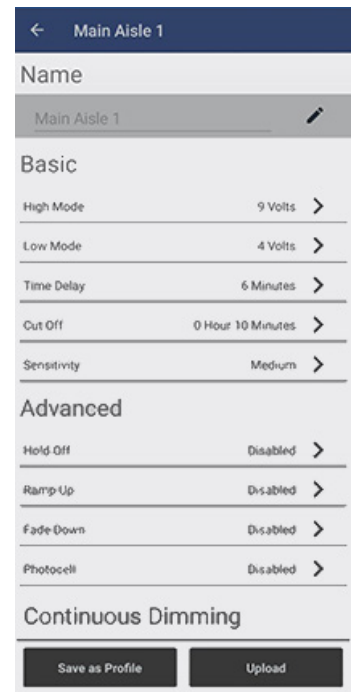 Main Aisle 1
Name
Main Aisle 1
Basic
High Mode 9 Volts
Low Mode 4 Volts
Time Delay 6 Minutes
Cut Off 0 Hour 10 Minutes
Sensitivity Medium
Advanced
Hold Off Disabled
Ramp Up Disabled
Fade Down Disabled
Photocell Disabled
Continuous Dimming
Save as Profile Upload